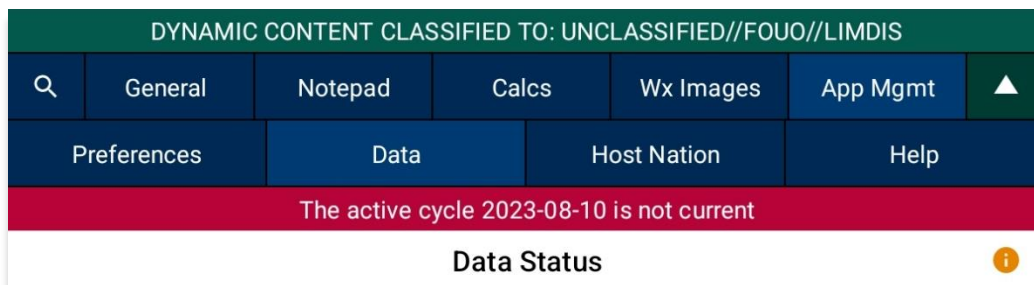 DYNAMIC CONTENT CLASSIFIED TO: UNCLASSIFIED//FOUO//LIMDIS
General Notepad Calcs Wx Images App Mgmt
Preferences Data Host Nation Help
The active cycle 2023-08-10 is not current
Data Status